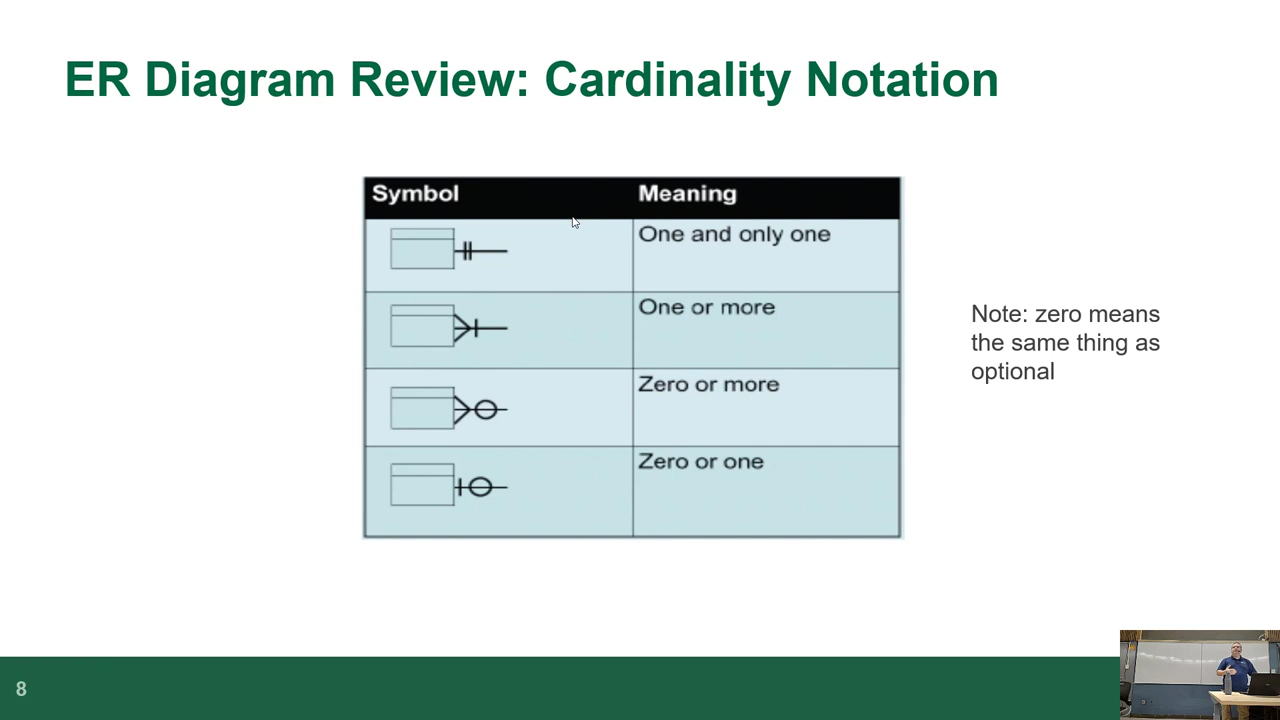 ER Diagram Review: Cardinality Notation
Symbol Meaning
One and only one
One or more
Zero or more
Zero or one
Note: zero means
the same thing as
optional
8